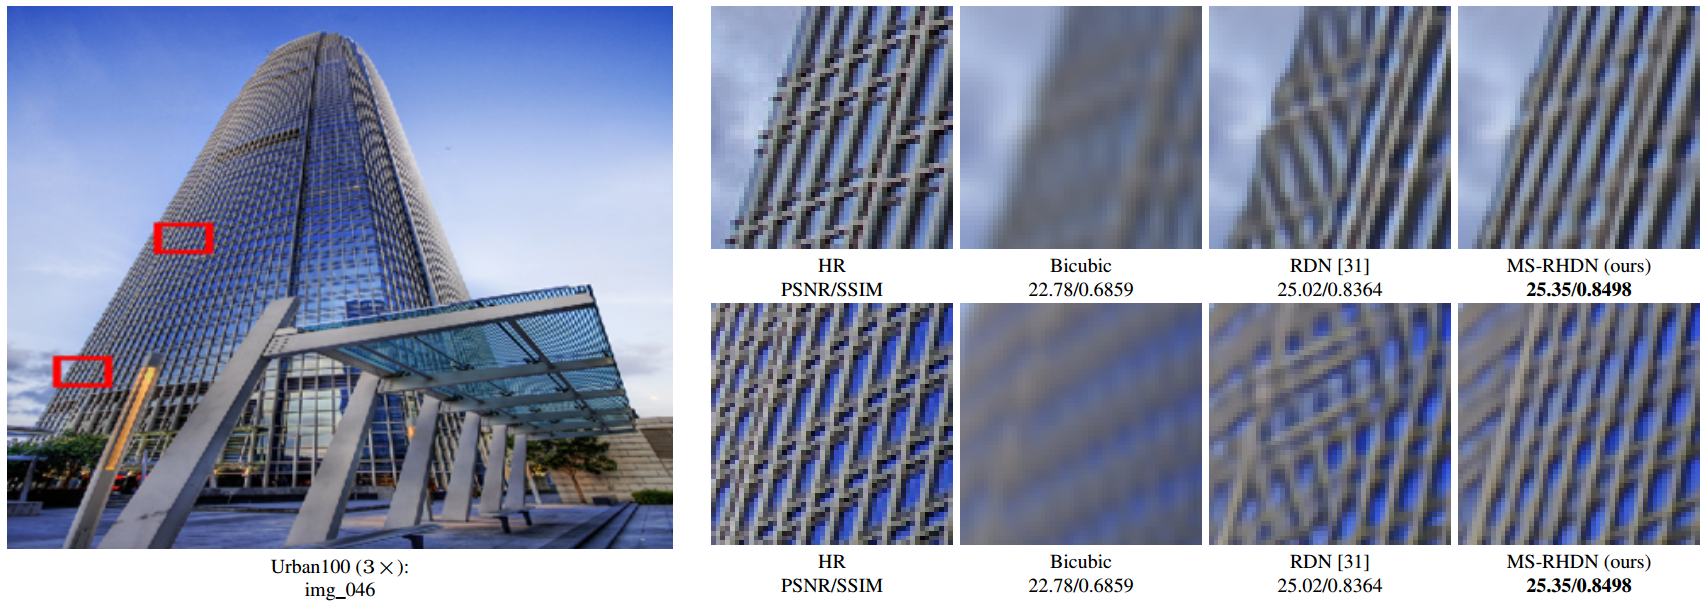 HR
PSNR/SSIM
Bicubic
22.78/0.6859
RDN [31]
25.02/0.8364
MS-RHDN (ours)
25.35/0.8498
HR
PSNR/SSIM
Bicubic
22.78/0.6859
RDN [31]
25.02/0.8364
MS-RHDN (ours)
25.35/0.8498
Urban100 (3×):
img_046